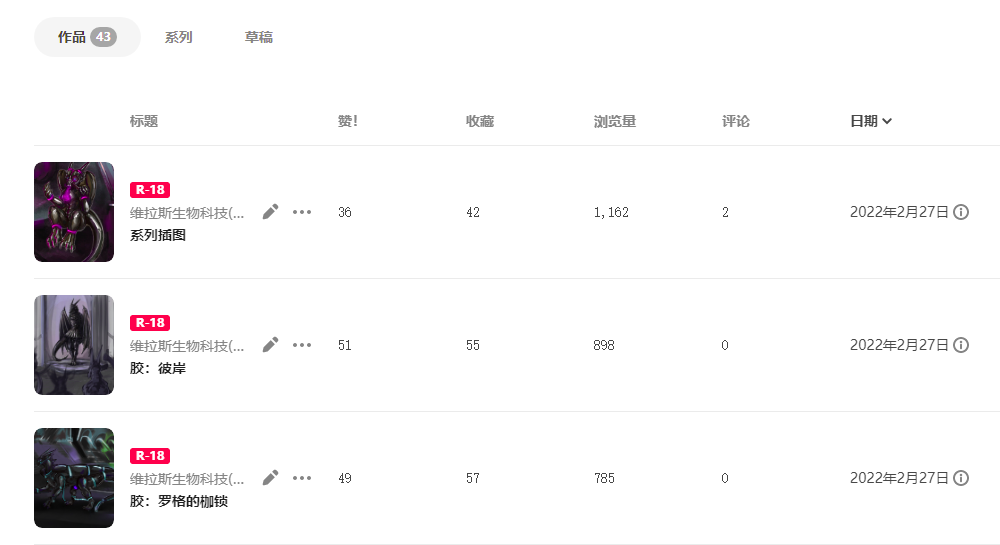 作品 43 系列 草稿
标题 赞! 收藏 浏览量 评论 日期
R-18
维拉斯生物科技(... 36 42 1,162 2 2022年2月27日
系列插图
R-18
维拉斯生物科技(... 51 55 898 0 2022年2月27日
胶：彼岸
R-18
维拉斯生物科技(... 49 57 785 0 2022年2月27日
胶：罗格的枷锁